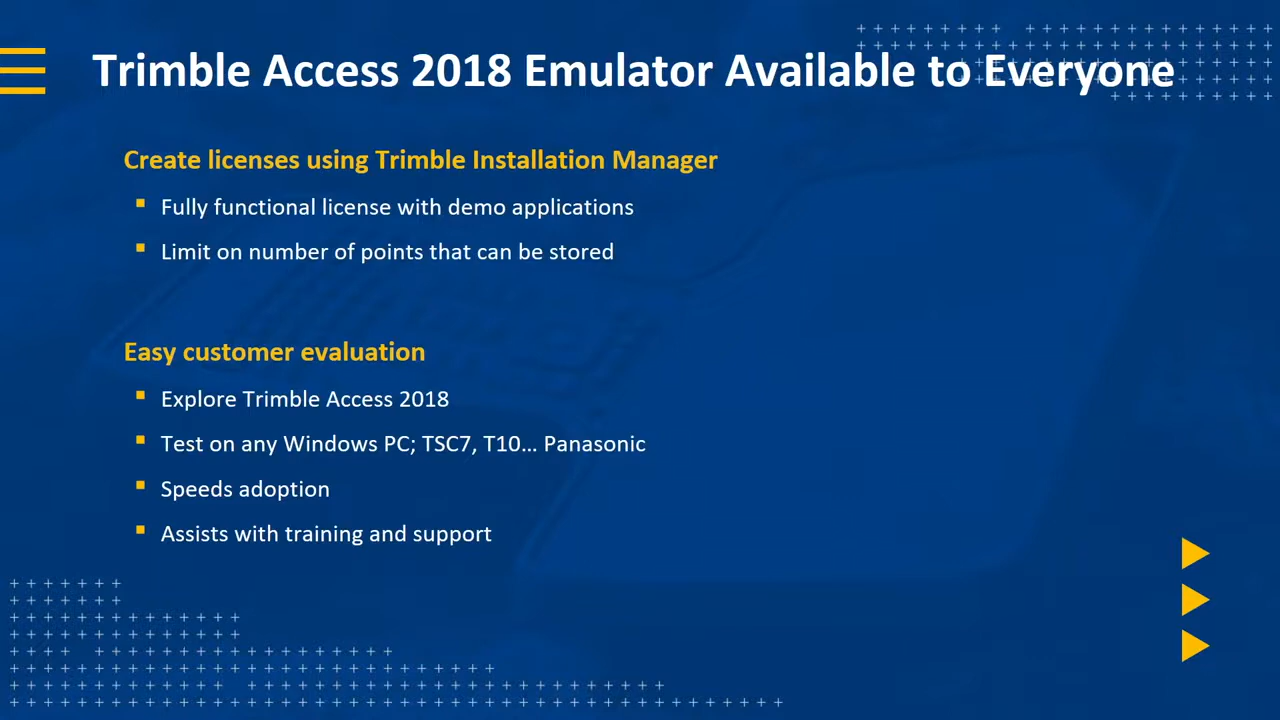 Trimble Access 2018 Emulator Available to Everyone
Create licenses using Trimble Installation Manager
Fully functional license with demo applications
Limit on number of points that can be stored
Easy customer evaluation
Explore Trimble Access 2018
Test on any Windows PC; TSC7, T10... Panasonic
Speeds adoption
Assists with training and support